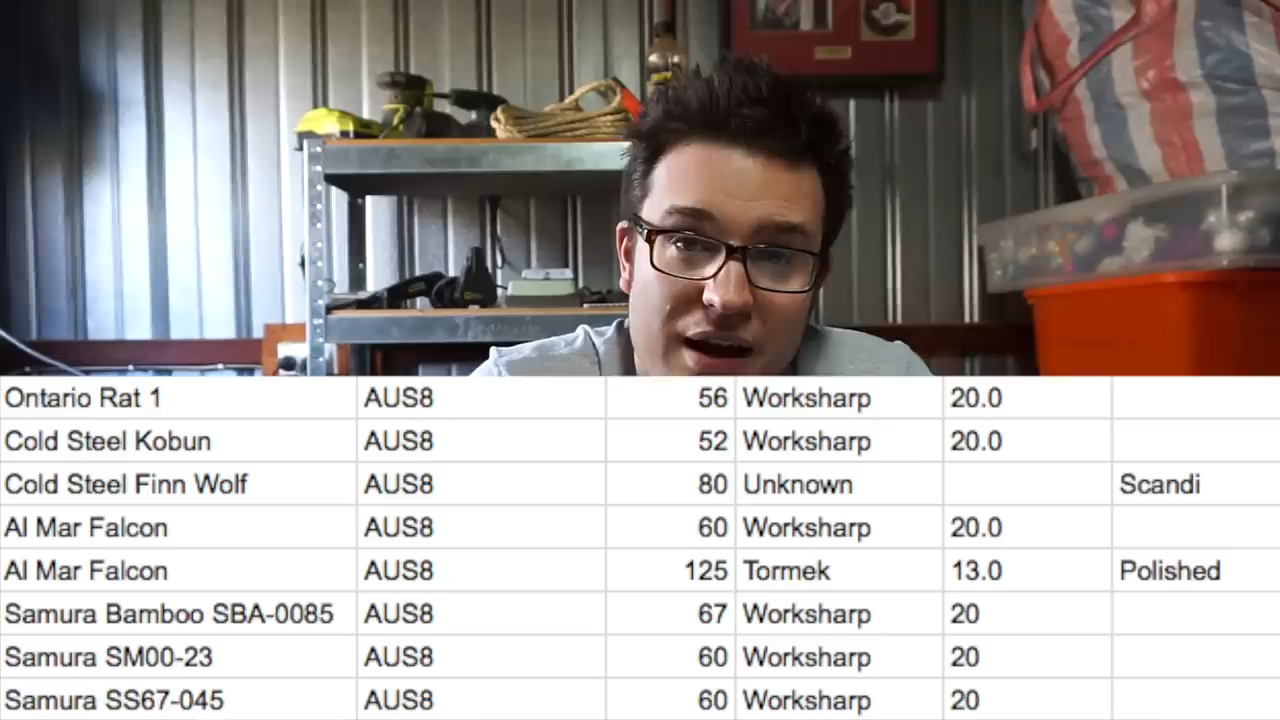 Ontario Rat 1 AUS8 56 Worksharp 20.0
Cold Steel Kobun AUS8 52 Worksharp 20.0
Cold Steel Finn Wolf AUS8 80 Unknown Scandi
Al Mar Falcon AUS8 60 Worksharp 20.0
Al Mar Falcon AUS8 125 Tormek 13.0 Polished
Samura Bamboo SBA-0085 AUS8 67 Worksharp 20
Samura SM00-23 AUS8 60 Worksharp 20
Samura SS67-045 AUS8 60 Worksharp 20